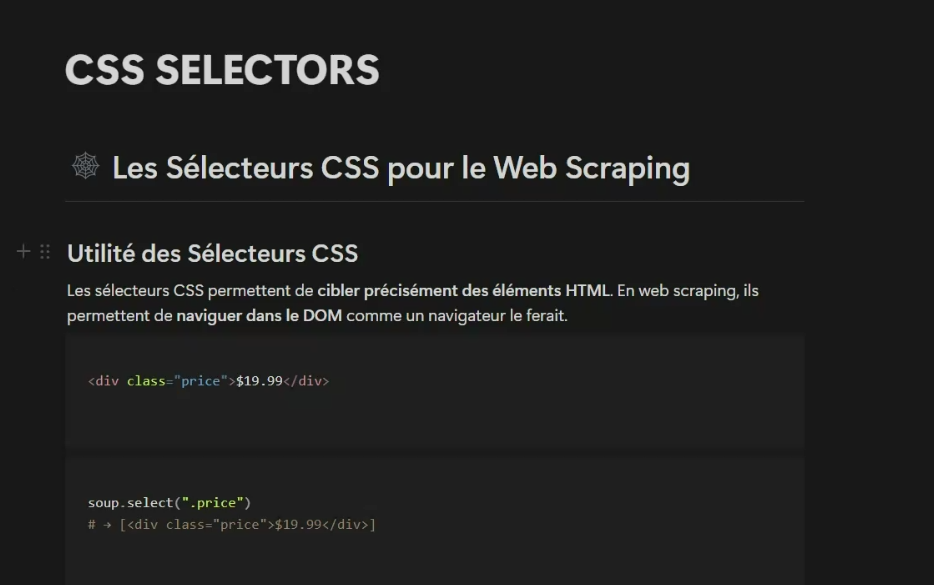 CSS SELECTORS
Les Sélecteurs CSS pour le Web Scraping
Utilité des Sélecteurs CSS
Les sélecteurs CSS permettent de cibler précisément des éléments HTML. En web scraping, ils
permettent de naviguer dans le DOM comme un navigateur le ferait.
<div class="price">$19.99</div>
soup.select(".price")
# → [<div class="price">$19.99</div>]